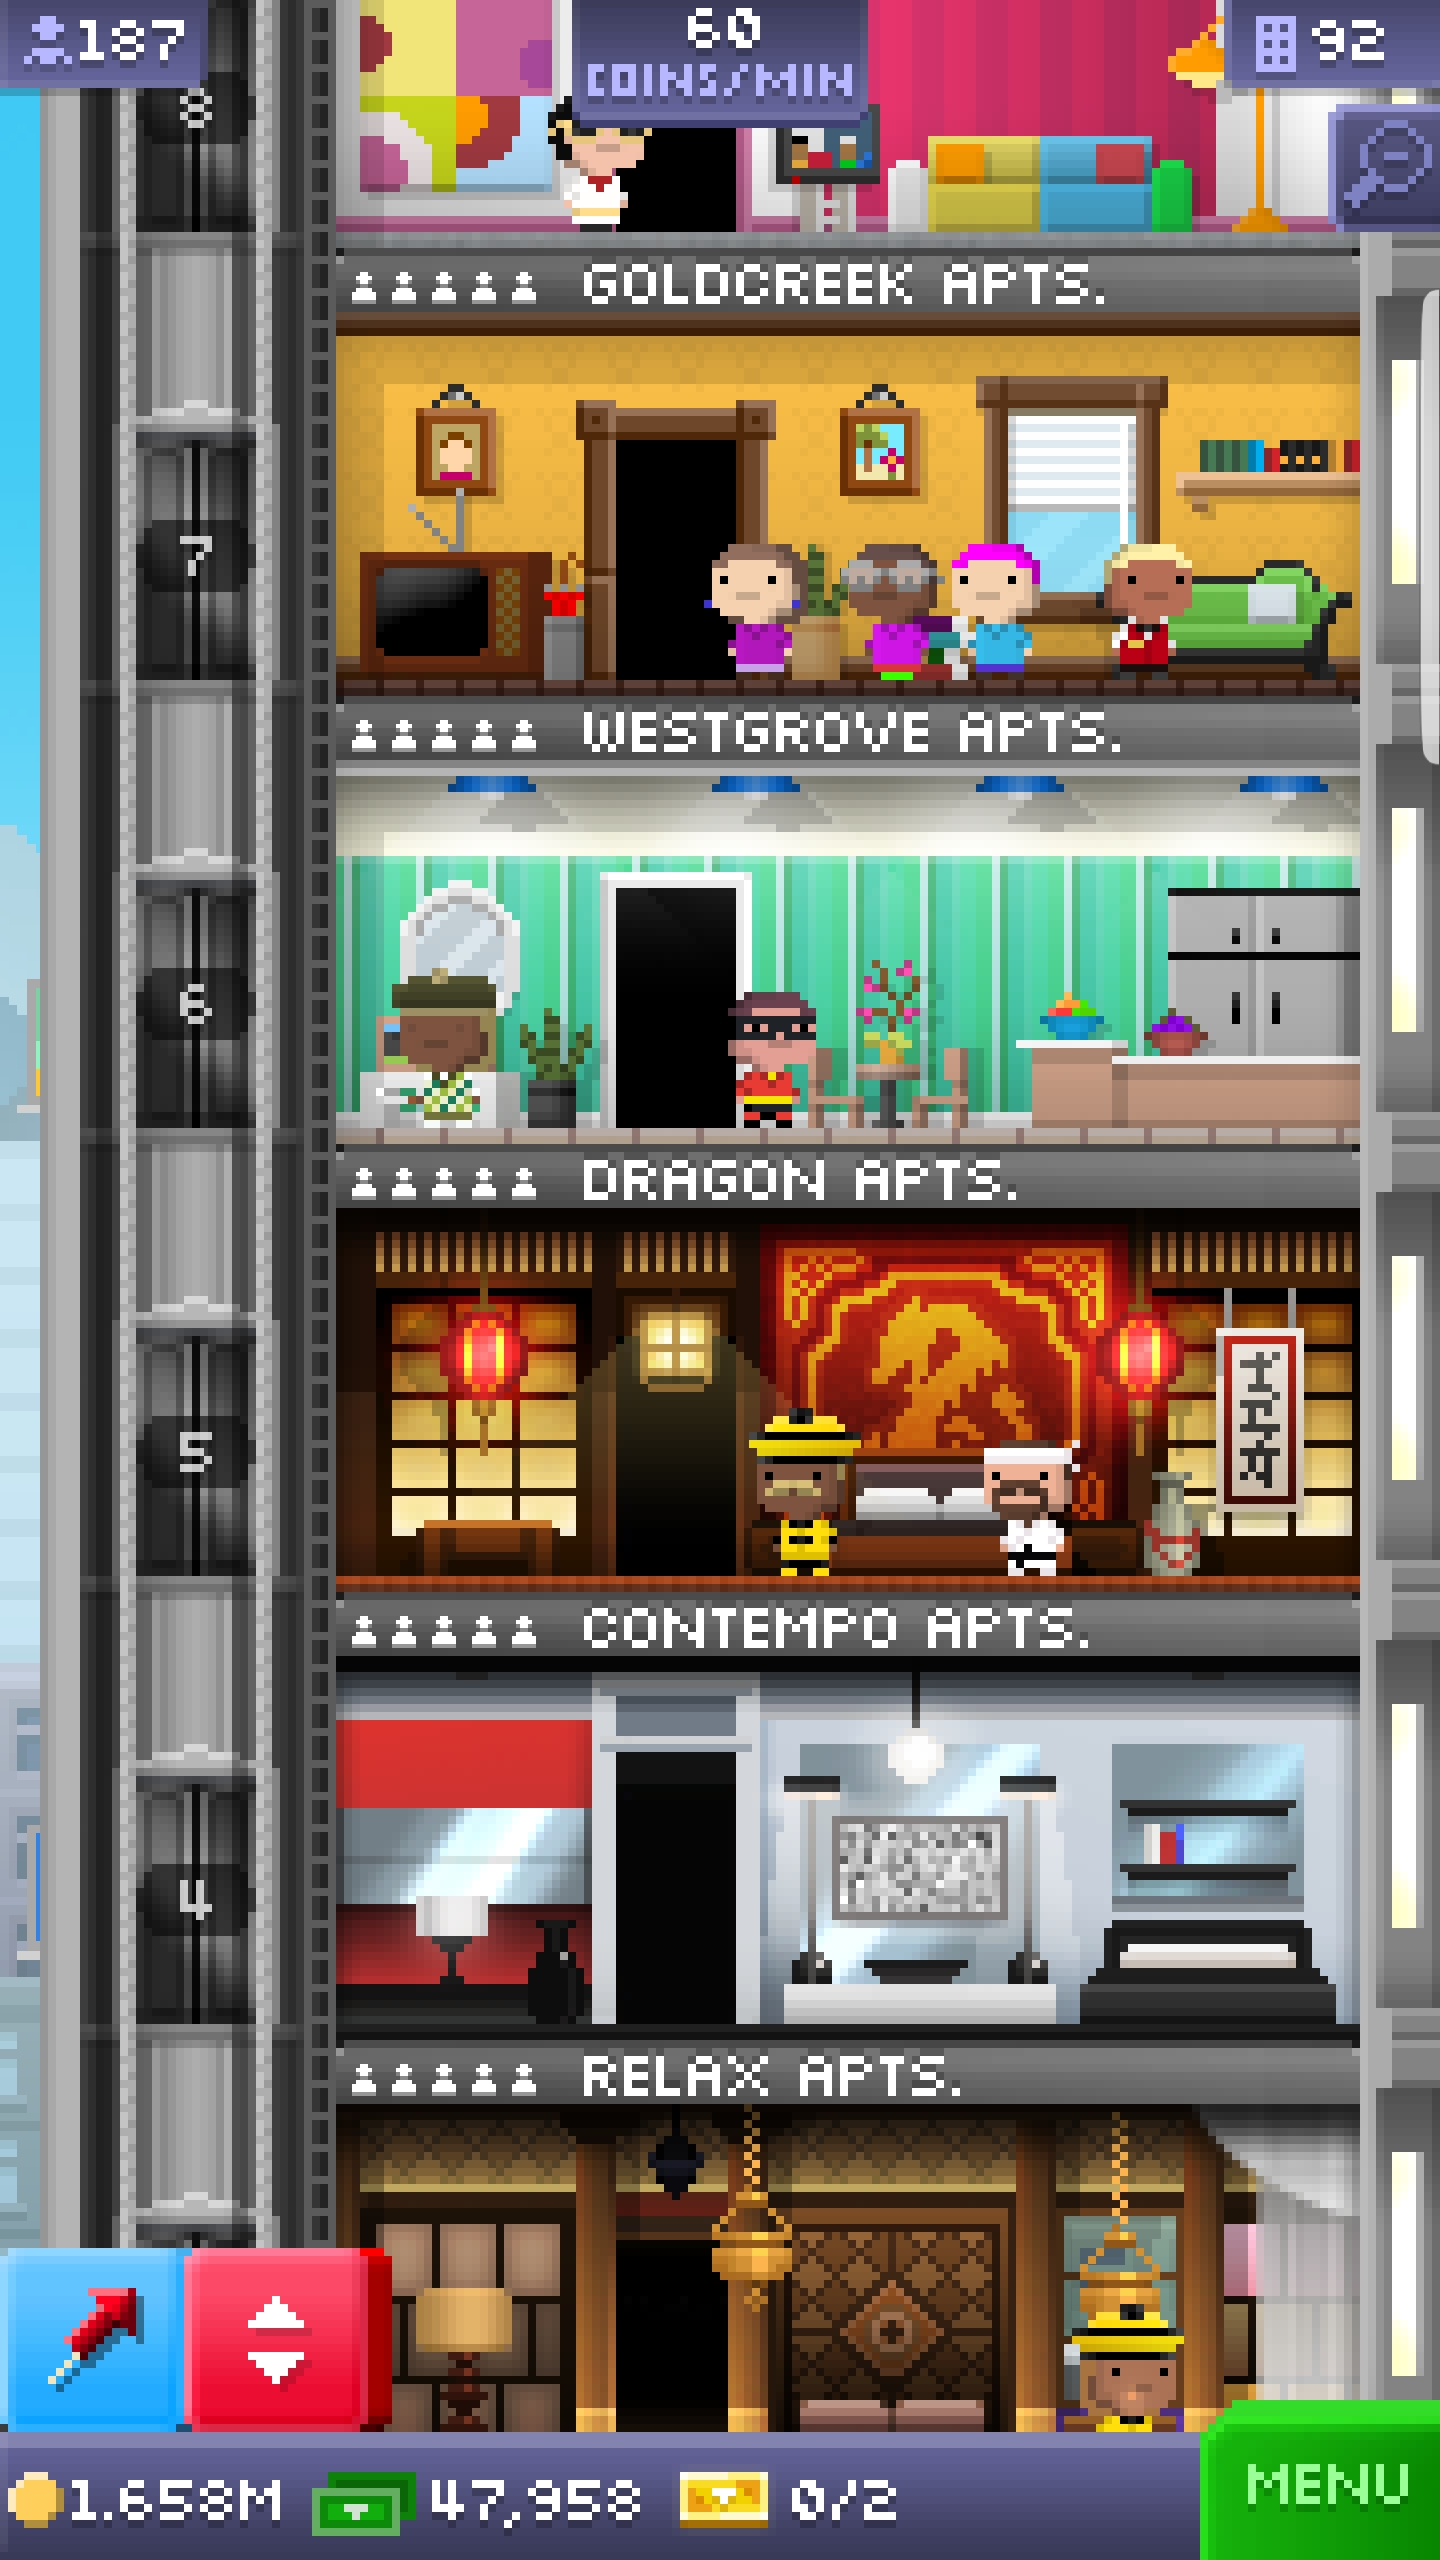 187
60
COINS/MIN
92
8
GOLDCREEK APTS.
7
WESTGROVE APTS.
6
DRAGON APTS.
5
CONTEMPO APTS.
4
RELAX APTS.
1.658M
47,958
0/2
MENU